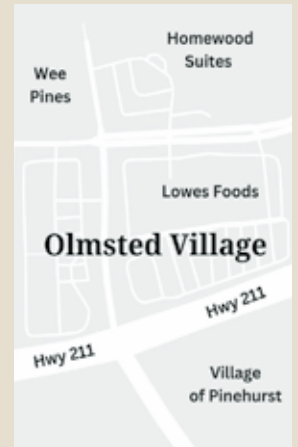 Homewood
Suites
Wee
Pines
Lowes Foods
Olmsted Village
Hwy 211
Hwy 211
Village
of Pinehurst